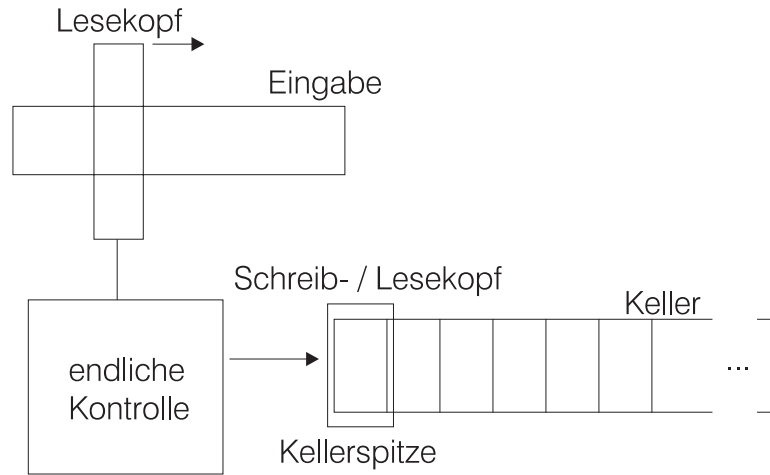 Lesekopf
Eingabe
Schreib- / Lesekopf
Keller
endliche
Kontrolle
...
Kellerspitze